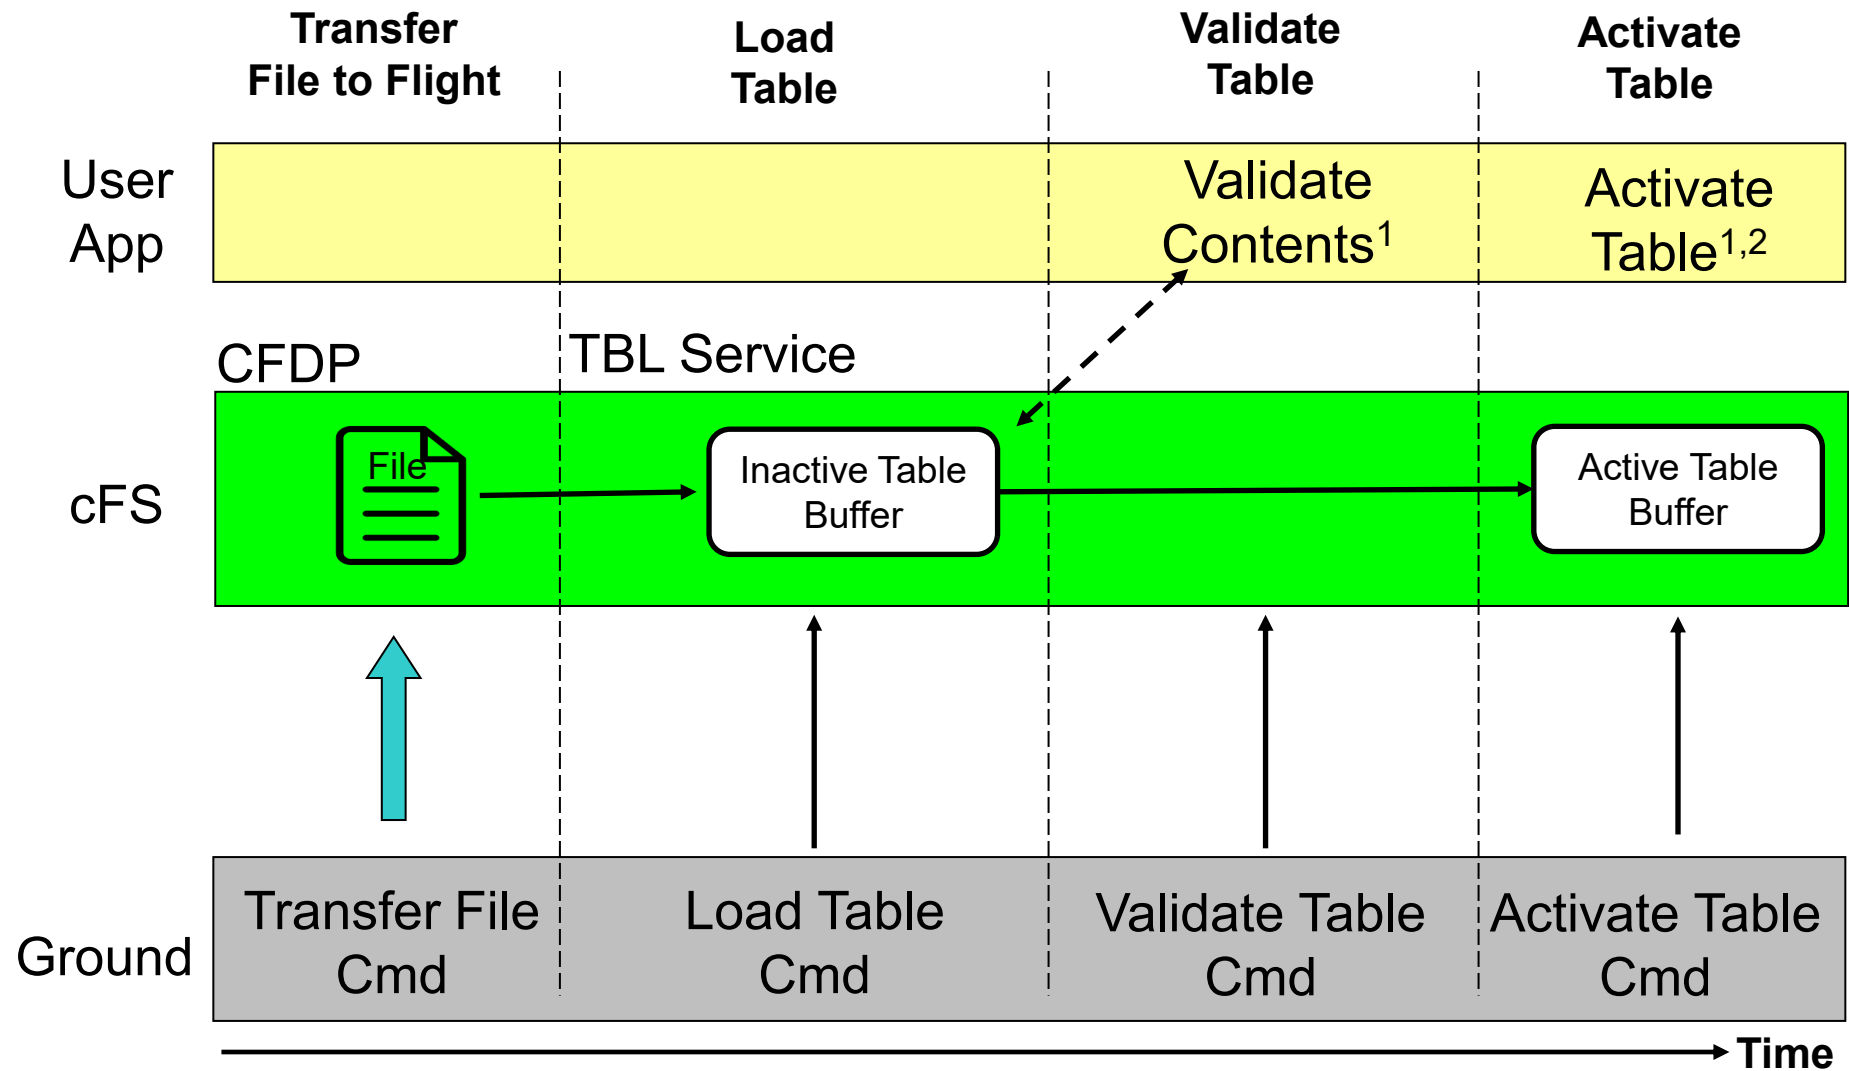 Transfer
File to Flight
Load
Table
Validate
Table
Activate
Table
User
App
Validate
Contents1
Activate
Table1,2
CFDP
TBL Service
cFS
File
Inactive Table
Buffer
Active Table
Buffer
Ground
Transfer File
Cmd
Load Table
Cmd
Validate Table
Cmd
Activate Table
Cmd
Time